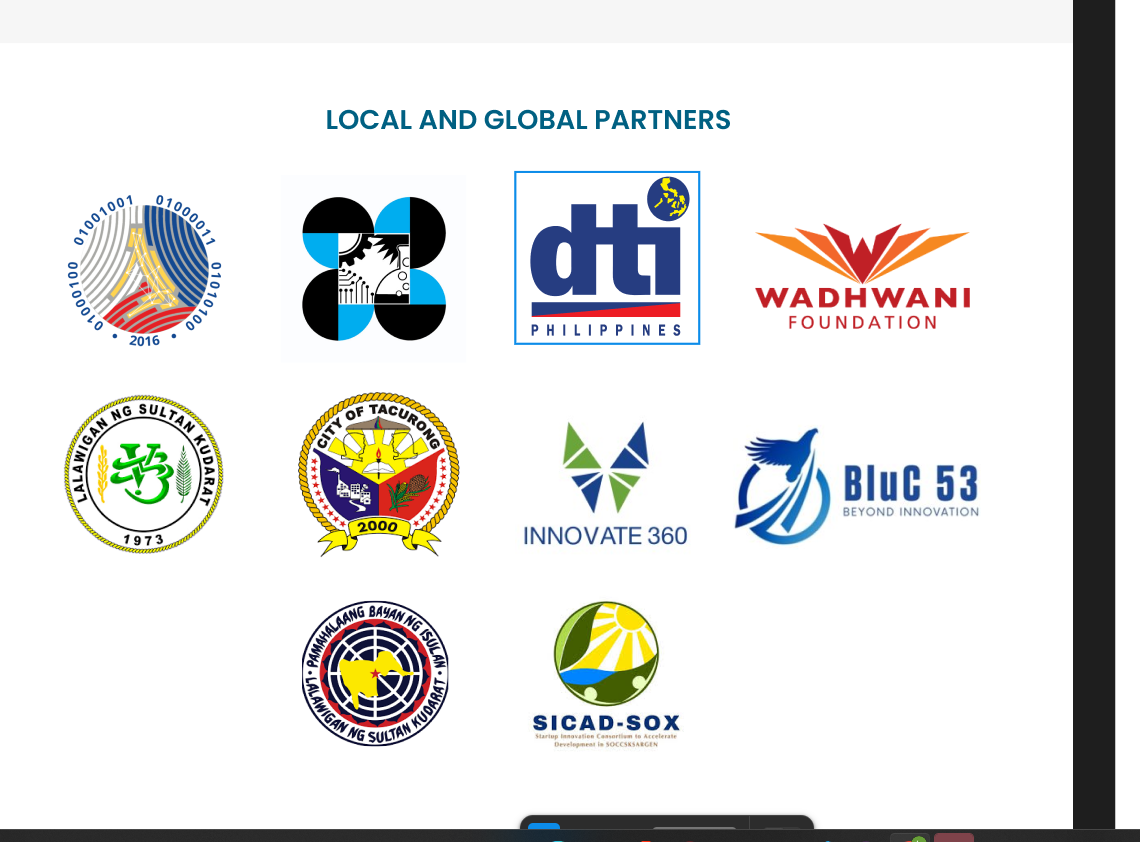 LOCAL AND GLOBAL PARTNERS
01001001 01000011 01010100 01000100
2016
dti
PHILIPPINES
WADHWANI
FOUNDATION
LALAWIGAN NG SULTAN KUDARAT
1973
CITY OF TACURONG
2000
INNOVATE 360
BluC 53
BEYOND INNOVATION
PAMAHALAANG BAYAN NG ISULAN
LALAWIGAN NG SULTAN KUDARAT
SICAD-SOX
Startup Innovation Consortium to Accelerate
Development in SOCCSKSARGEN